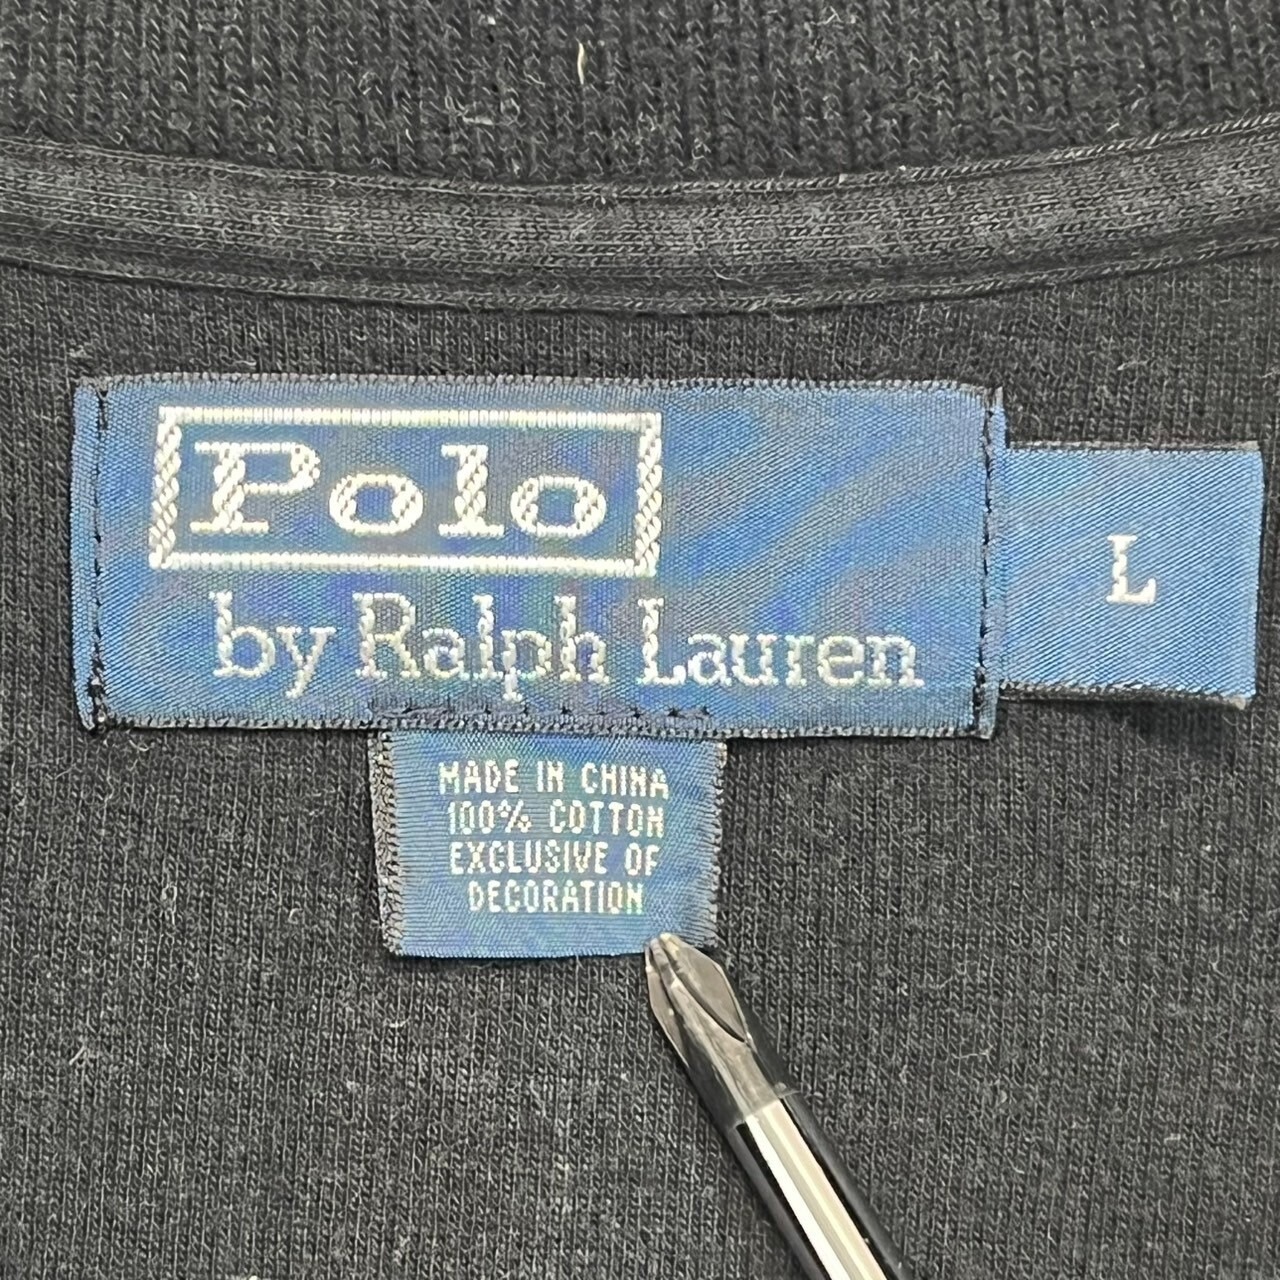 Polo
by Ralph Lauren
L
MADE IN CHINA
100% COTTON
EXCLUSIVE OF
DECORATION